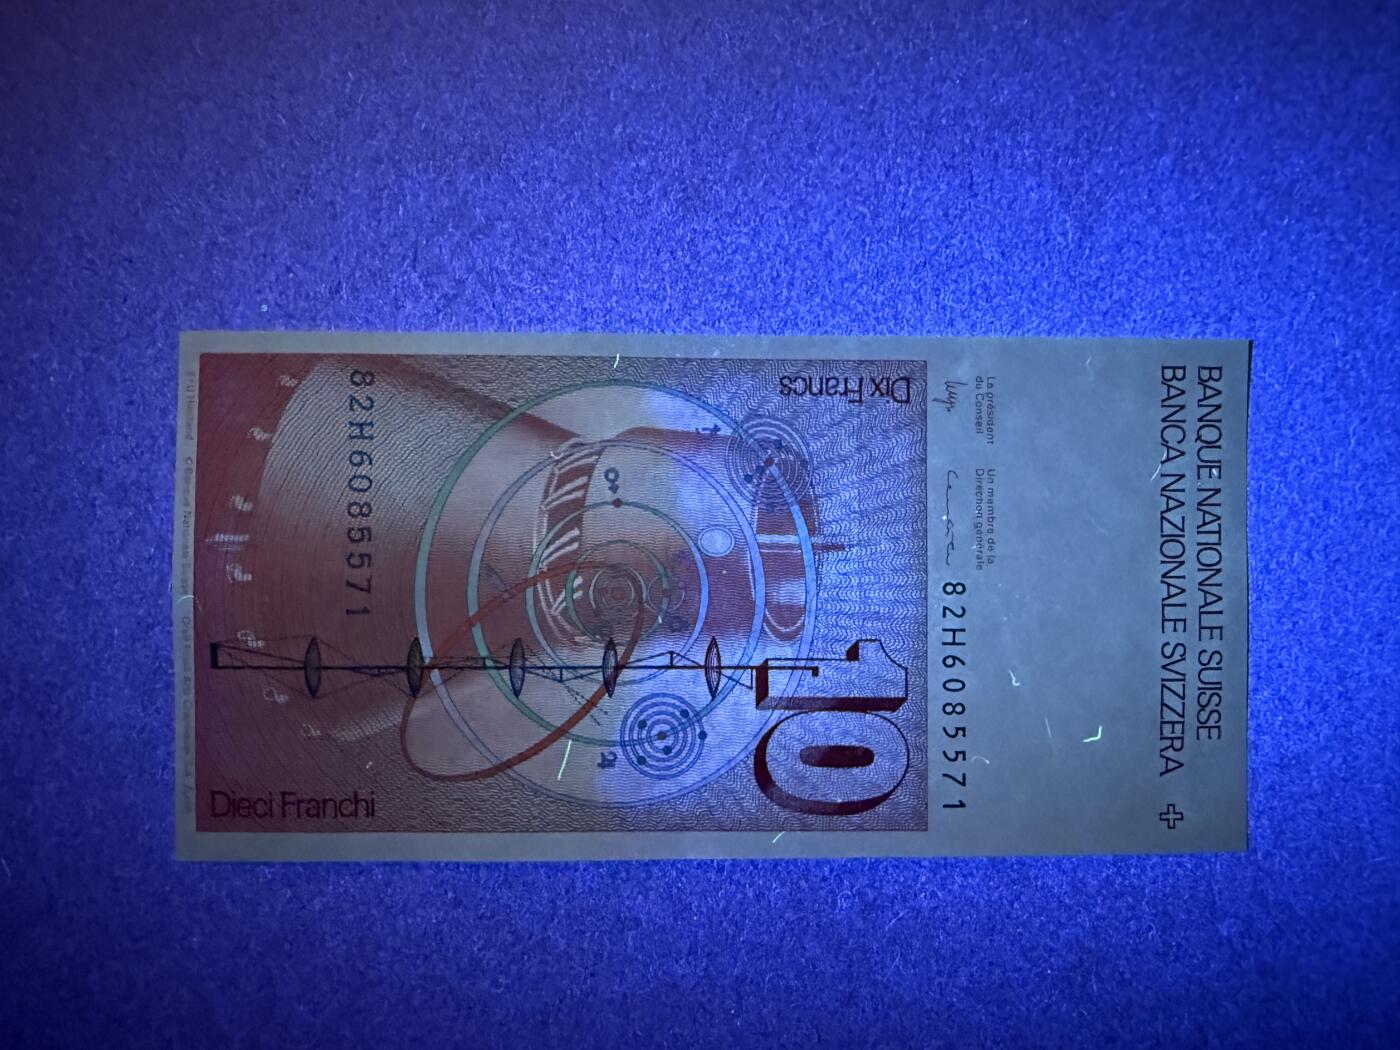 BANQUE NATIONALE SUISSE
BANCA NAZIONALE SVIZZERA
Le président
du Conseil
Un membre de la
Direction générale
82H6085571
Dix Francs
10
82H6085571
Dieci Franchi